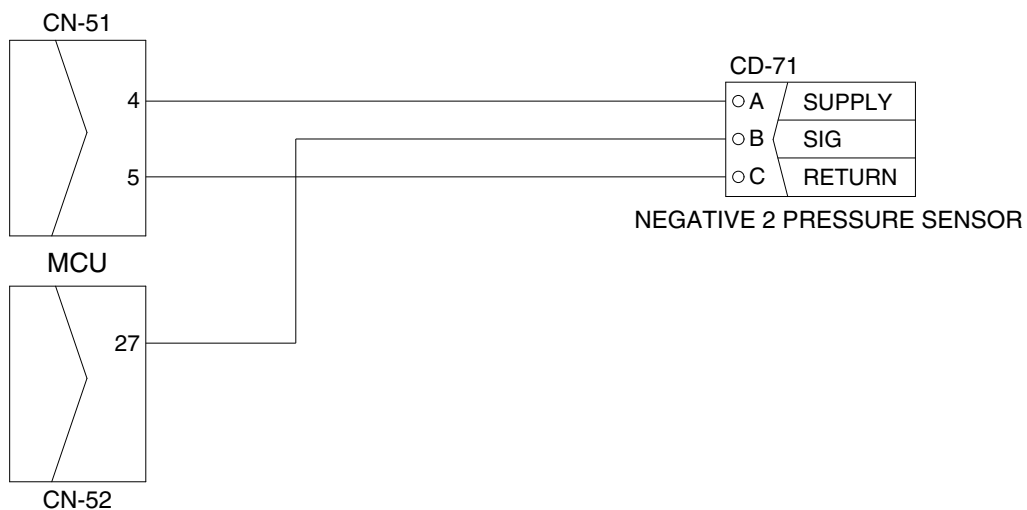 CN-51
4
5
MCU
27
CN-52
CD-71
A SUPPLY
B SIG
C RETURN
NEGATIVE 2 PRESSURE SENSOR